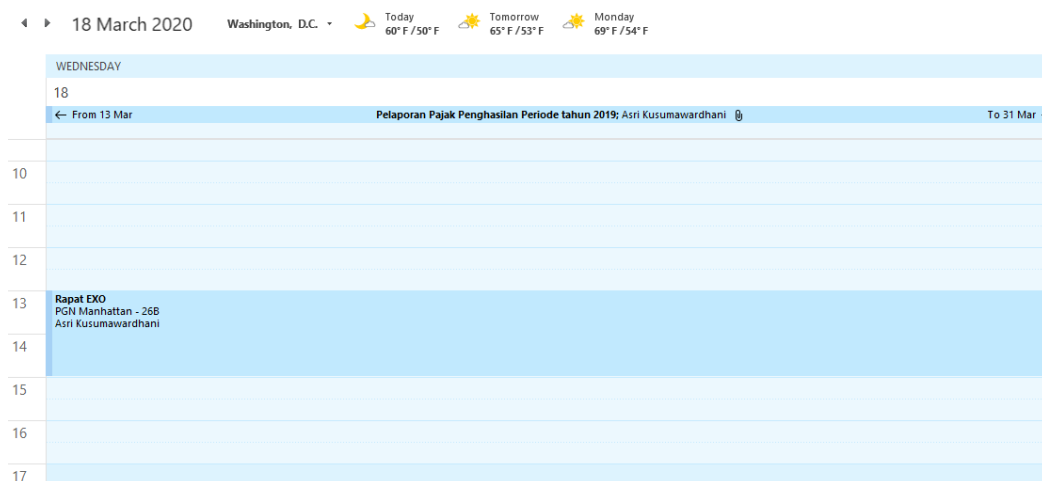 18 March 2020 Washington, D.C. Today 60° F / 50° F Tomorrow 65° F / 53° F Monday 69° F / 54° F
WEDNESDAY
18
← From 13 Mar Pelaporan Pajak Penghasilan Periode tahun 2019; Asri Kusumawardhani To 31 Mar
10
11
12
13
Rapat EXO
PGN Manhattan - 26B
Asri Kusumawardhani
14
15
16
17